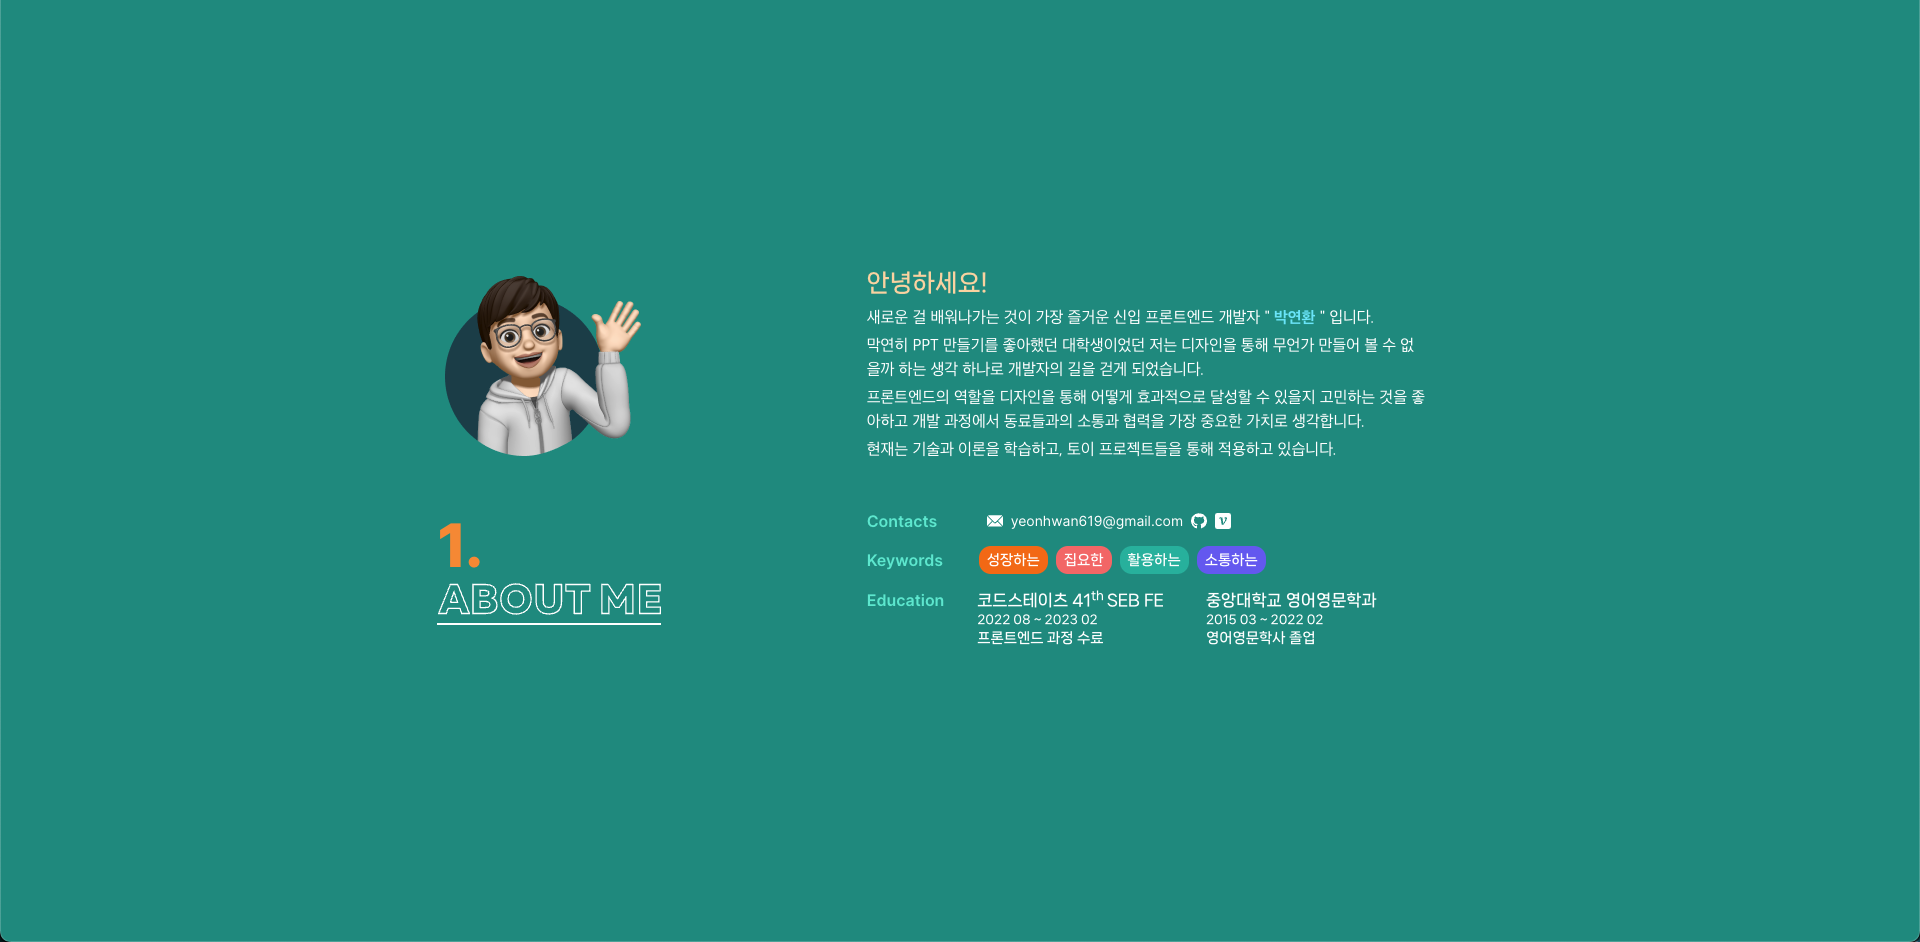 안녕하세요!
새로운 걸 배워나가는 것이 가장 즐거운 신입 프론트엔드 개발자 " 박연환 " 입니다.
막연히 PPT 만들기를 좋아했던 대학생이었던 저는 디자인을 통해 무언가 만들어 볼 수 없
을까 하는 생각 하나로 개발자의 길을 걷게 되었습니다.
프론트엔드의 역할을 디자인을 통해 어떻게 효과적으로 달성할 수 있을지 고민하는 것을 좋
아하고 개발 과정에서 동료들과의 소통과 협력을 가장 중요한 가치로 생각합니다.
현재는 기술과 이론을 학습하고, 토이 프로젝트들을 통해 적용하고 있습니다.
1.
ABOUT ME
Contacts yeonhwan619@gmail.com
Keywords 성장하는 집요한 활용하는 소통하는
Education 코드스테이츠 41th SEB FE 중앙대학교 영어영문학과
2022 08 ~ 2023 02 2015 03 ~ 2022 02
프론트엔드 과정 수료 영어영문학사 졸업